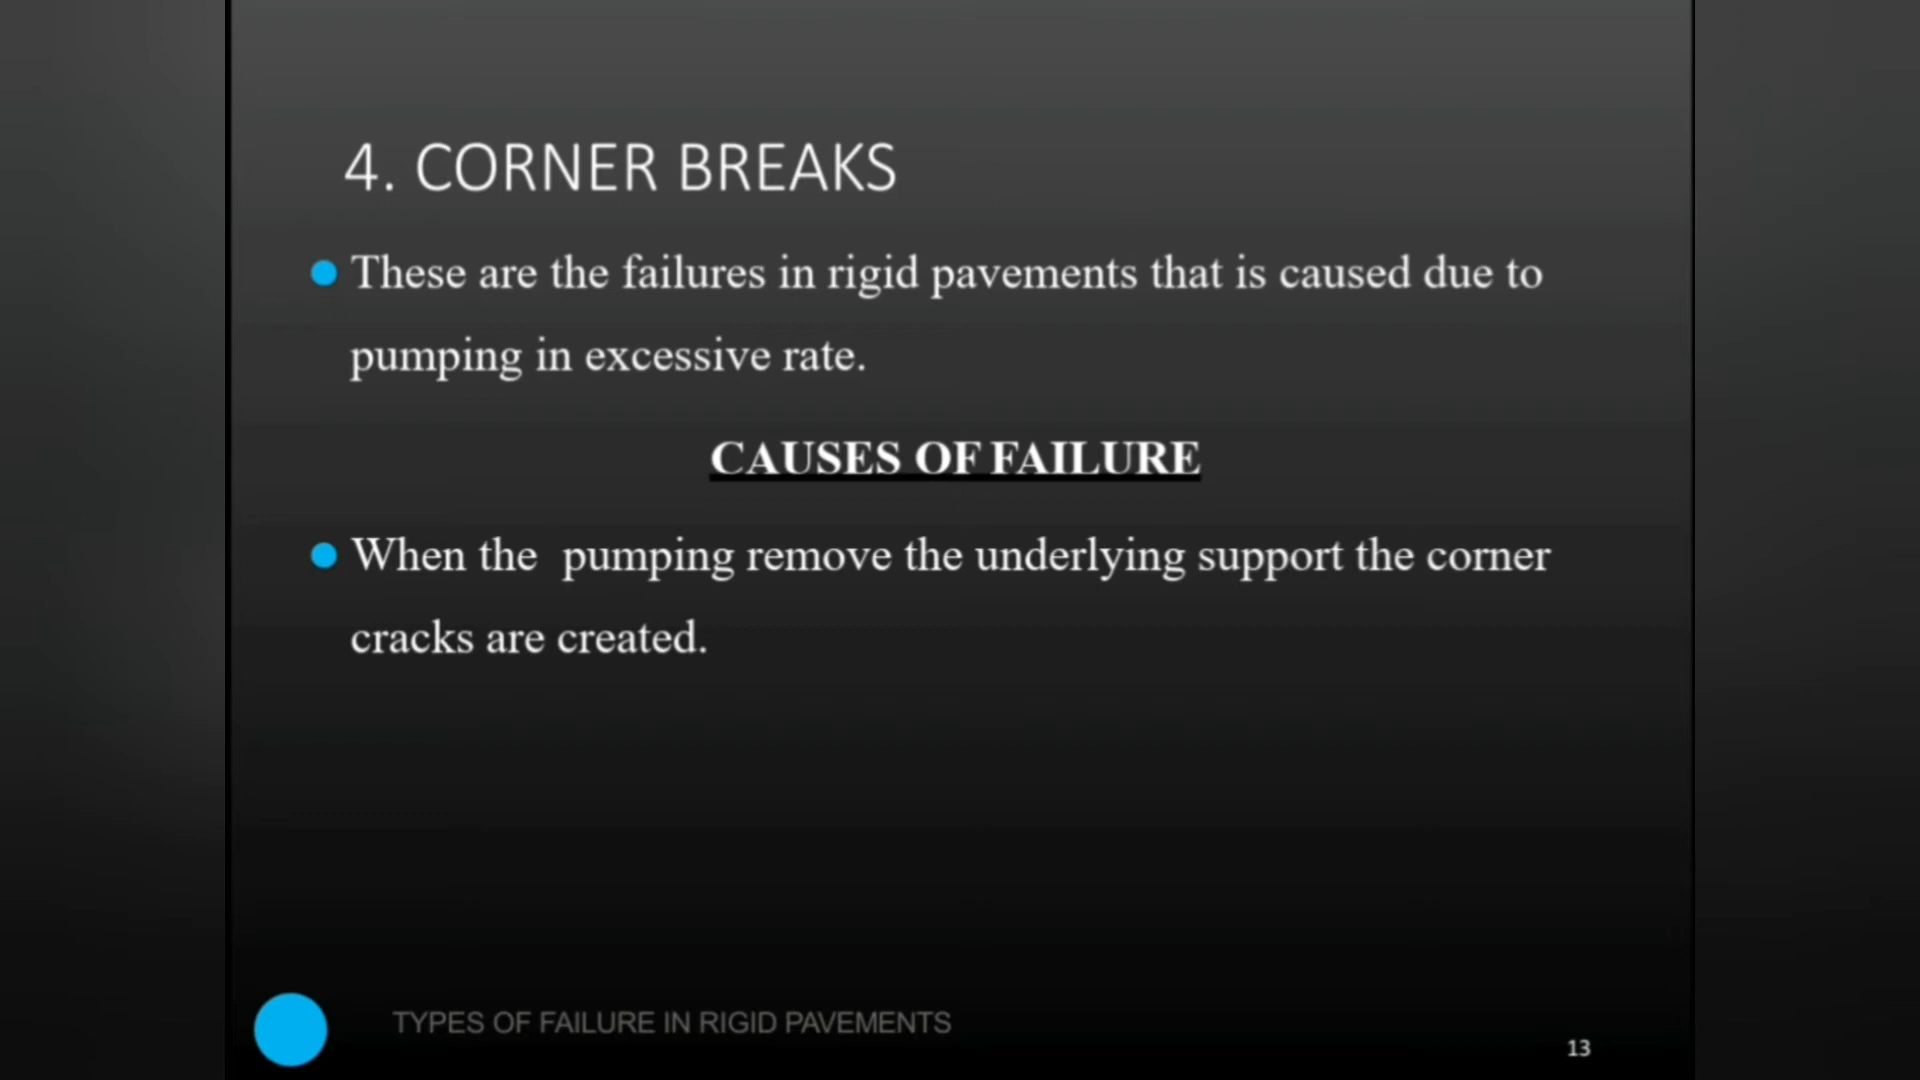 4. CORNER BREAKS
These are the failures in rigid pavements that is caused due to
pumping in excessive rate.
CAUSES OF FAILURE
When the  pumping remove the underlying support the corner
cracks are created.
TYPES OF FAILURE IN RIGID PAVEMENTS
13